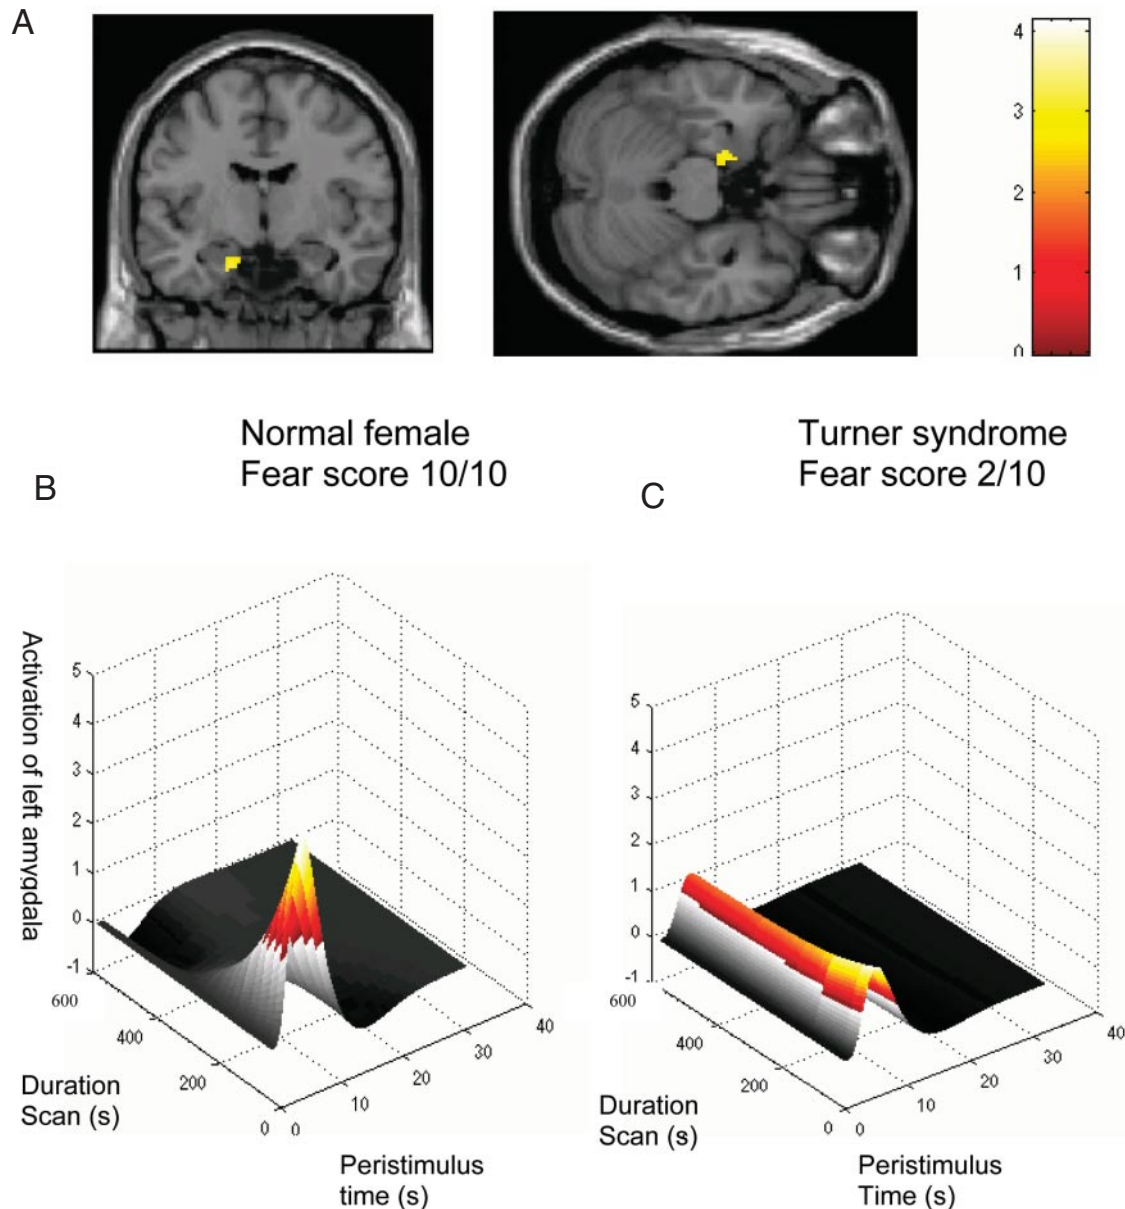 A
4
3
2
1
0
Normal female
Fear score 10/10
Turner syndrome
Fear score 2/10
B
C
Activation of left amygdala
5
4
3
2
1
0
-1
600
400
200
0
0
10
20
30
40
Duration
Scan (s)
Peristimulus
time (s)
5
4
3
2
1
0
-1
600
400
200
0
0
10
20
30
40
Duration
Scan (s)
Peristimulus
Time (s)